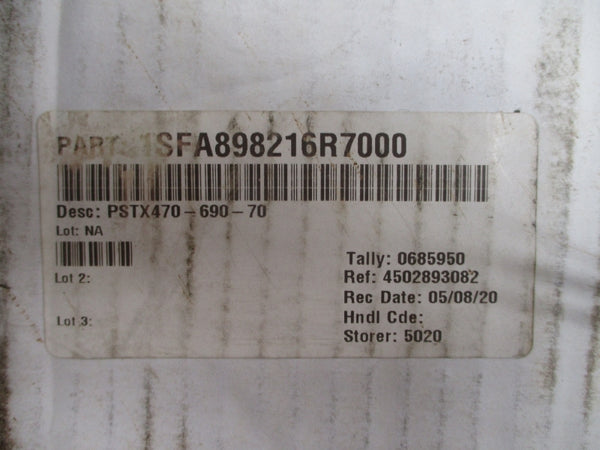 PART: 1SFA898216R7000
Desc: PSTX470-690-70
Lot: NA
Lot 2:
Lot 3:
Tally: 0685950
Ref: 4502893082
Rec Date: 05/08/20
Hndl Cde:
Storer: 5020